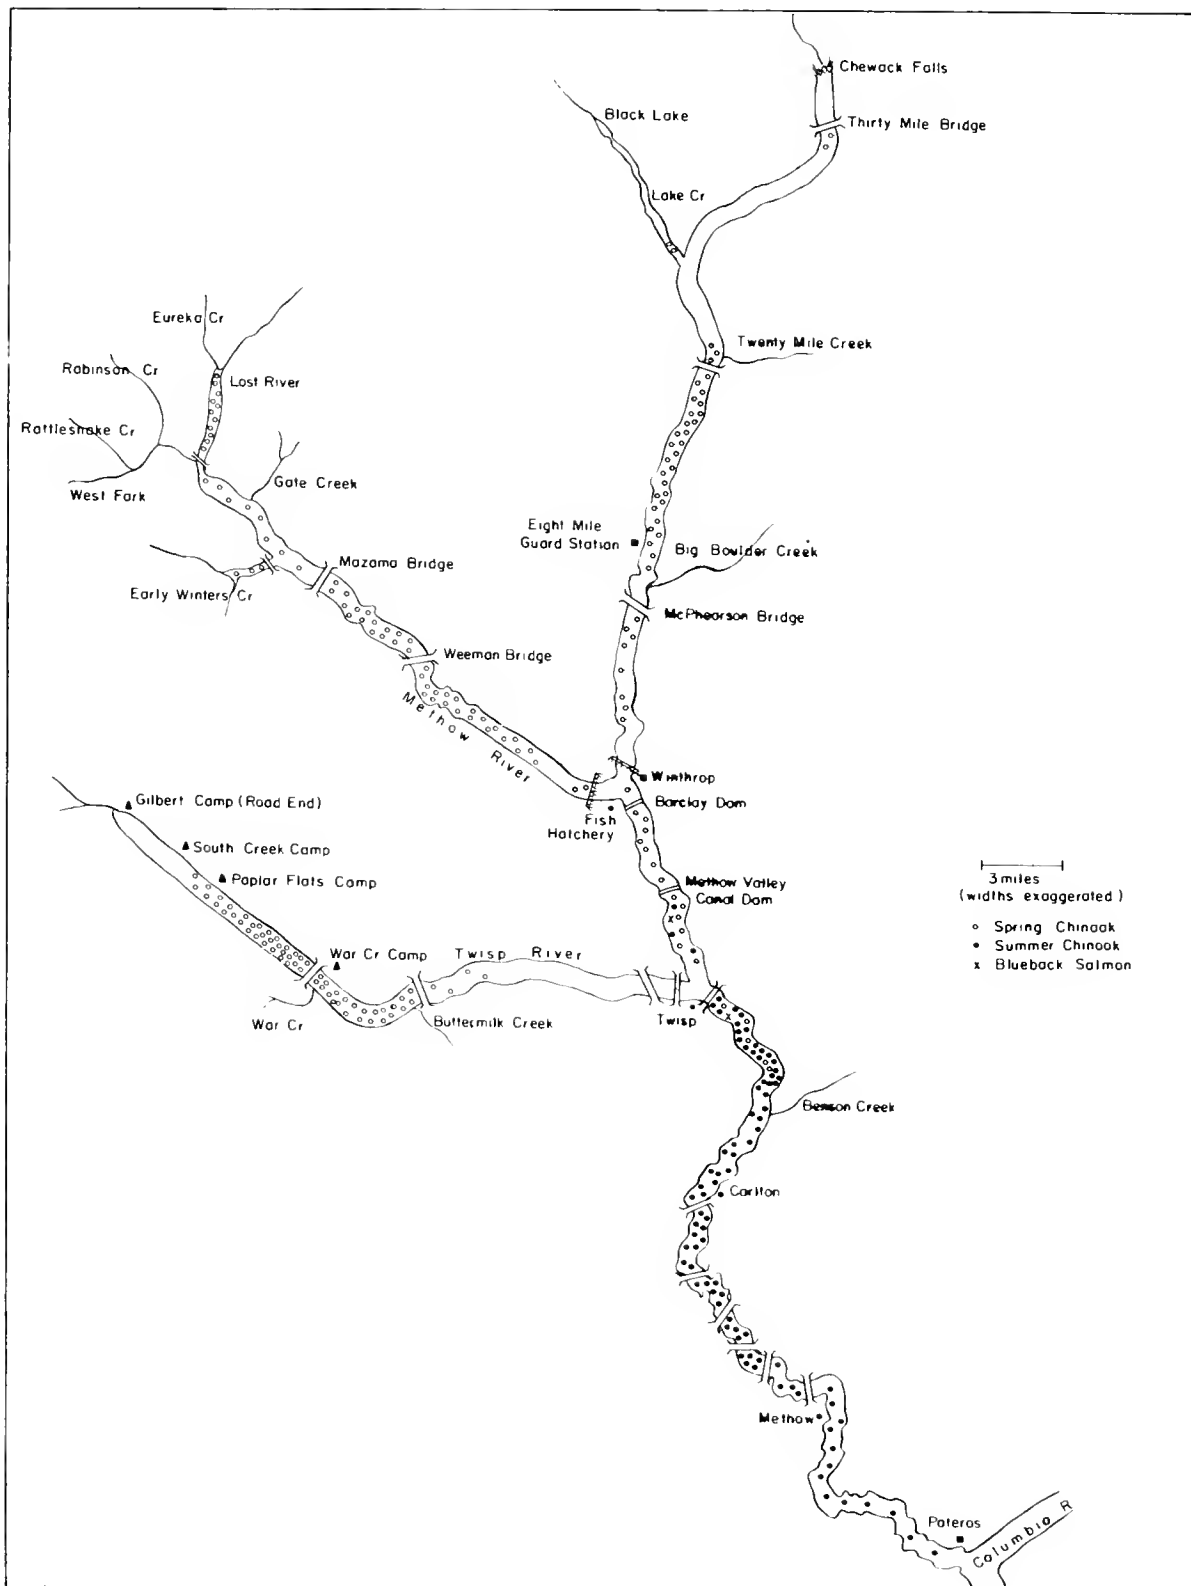 Chewack Falls
Black Lake
Thirty Mile Bridge
Lake Cr
Eureka Cr
Twenty Mile Creek
Robinson Cr
Lost River
Rattlesnake Cr
Gate Creek
West Fork
Eight Mile
Guard Station
Big Boulder Creek
Mazama Bridge
Early Winters Cr
McPhearson Bridge
Weeman Bridge
Methow River
Winthrop
Barclay Dam
Fish
Hatchery
Gilbert Camp (Road End)
South Creek Camp
Poplar Flats Camp
Methow Valley
Canal Dam
3 miles
(widths exaggerated)
Spring Chinook
Summer Chinook
x Blueback Salmon
War Cr Camp
Twisp River
War Cr
Buttermilk Creek
Twisp
Benson Creek
Carlton
Methow
Pateros
Columbia R